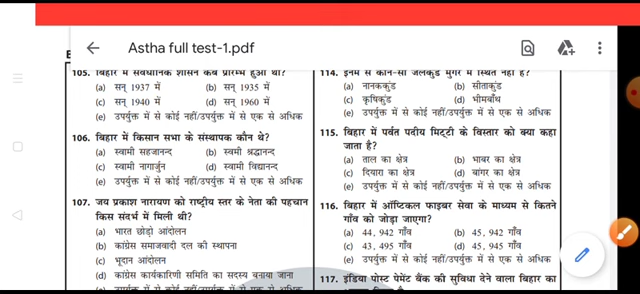 Astha full test-1.pdf
105. बिहार में संवैधानिक शासन कब प्रारम्भ हुआ था?
(a) सन् 1937 में (b) सन् 1935 में
(c) सन् 1940 में (d) सन् 1960 में
(e) उपर्युक्त में से कोई नहीं/उपर्युक्त में से एक से अधिक
106. बिहार में किसान सभा के संस्थापक कौन थे?
(a) स्वामी सहजानन्द (b) स्वमी श्रद्धानन्द
(c) स्वामी नागार्जुन (d) स्वामी विद्यानन्द
(e) उपर्युक्त में से कोई नहीं/उपर्युक्त में से एक से अधिक
107. जय प्रकाश नारायण को राष्ट्रीय स्तर के नेता की पहचान
किस संदर्भ में मिली थी?
(a) भारत छोड़ो आंदोलन
(b) कांग्रेस समाजवादी दल की स्थापना
(c) भूदान आंदोलन
(d) कांग्रेस कार्यकारिणी समिति का सदस्य बनाया जाना
114. इनमें से कौन-सा जलकुंड मुंगेर में स्थित नहीं है?
(a) नानककुंड (b) सीताकुंड
(c) कृषिकुंड (d) भीमबाँध
(e) उपर्युक्त में से कोई नहीं/उपर्युक्त में से एक से अधिक
115. बिहार में पर्वत पदीय मिट्टी के विस्तार को क्या कहा
जाता है?
(a) ताल का क्षेत्र (b) भाबर का क्षेत्र
(c) दियारा का क्षेत्र (d) बांगर का क्षेत्र
(e) उपर्युक्त में से कोई नहीं/उपर्युक्त में से एक से अधिक
116. बिहार में ऑप्टिकल फाइबर सेवा के माध्यम से कितने
गाँव को जोड़ा जाएगा?
(a) 44, 942 गाँव (b) 45, 942 गाँव
(c) 43, 495 गाँव (d) 45, 945 गाँव
(e) उपर्युक्त में से कोई नहीं/उपर्युक्त में से एक से अधिक
117. इंडिया पोस्ट पेमेंट बैंक की सुविधा देने वाला बिहार का